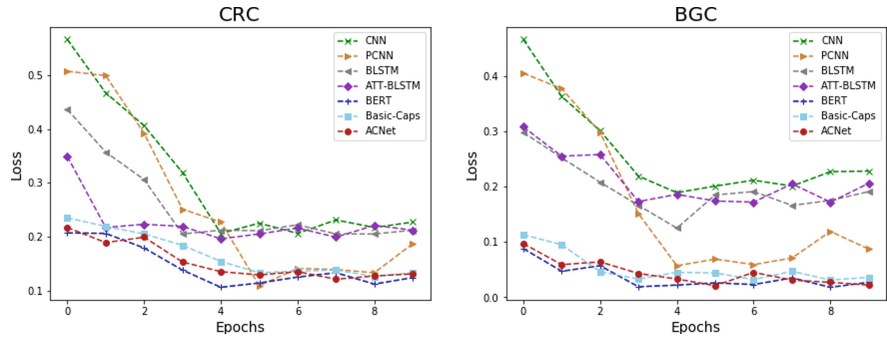 CRC
Loss
0.5
0.4
0.3
0.2
0.1
0 2 4 6 8
Epochs
CNN
PCNN
BLSTM
ATT-BLSTM
BERT
Basic-Caps
ACNet
BGC
Loss
0.4
0.3
0.2
0.1
0.0
0 2 4 6 8
Epochs
CNN
PCNN
BLSTM
ATT-BLSTM
BERT
Basic-Caps
ACNet